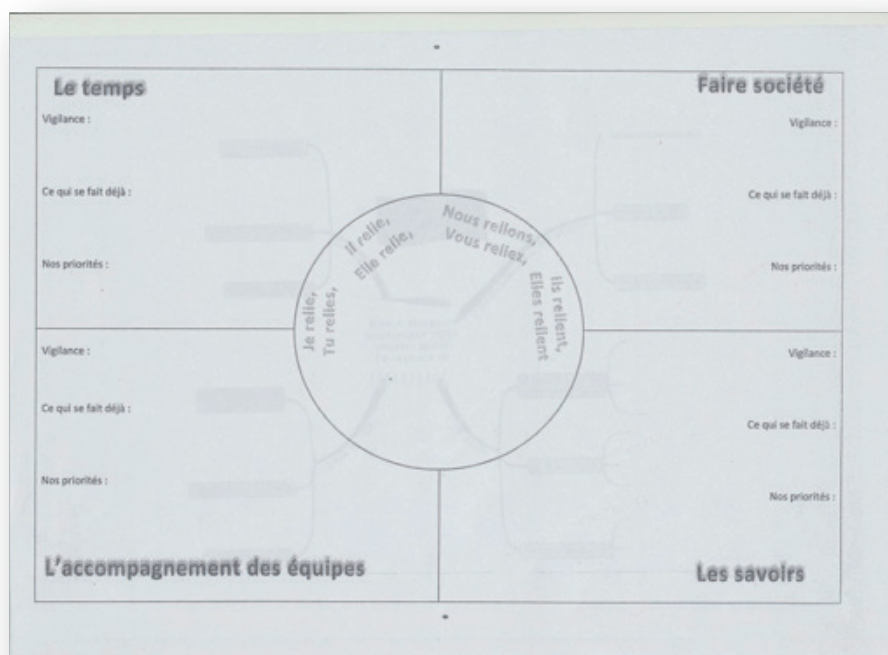 Le temps
Vigilance :
Ce qui se fait déjà :
Nos priorités :
Faire société
Vigilance :
Ce qui se fait déjà :
Nos priorités :
Je relie,
Tu relies,
Il relie,
Elle relie,
Nous relions,
Vous reliez,
Ils relient,
Elles relient
Vigilance :
Ce qui se fait déjà :
Nos priorités :
L'accompagnement des équipes
Vigilance :
Ce qui se fait déjà :
Nos priorités :
Les savoirs